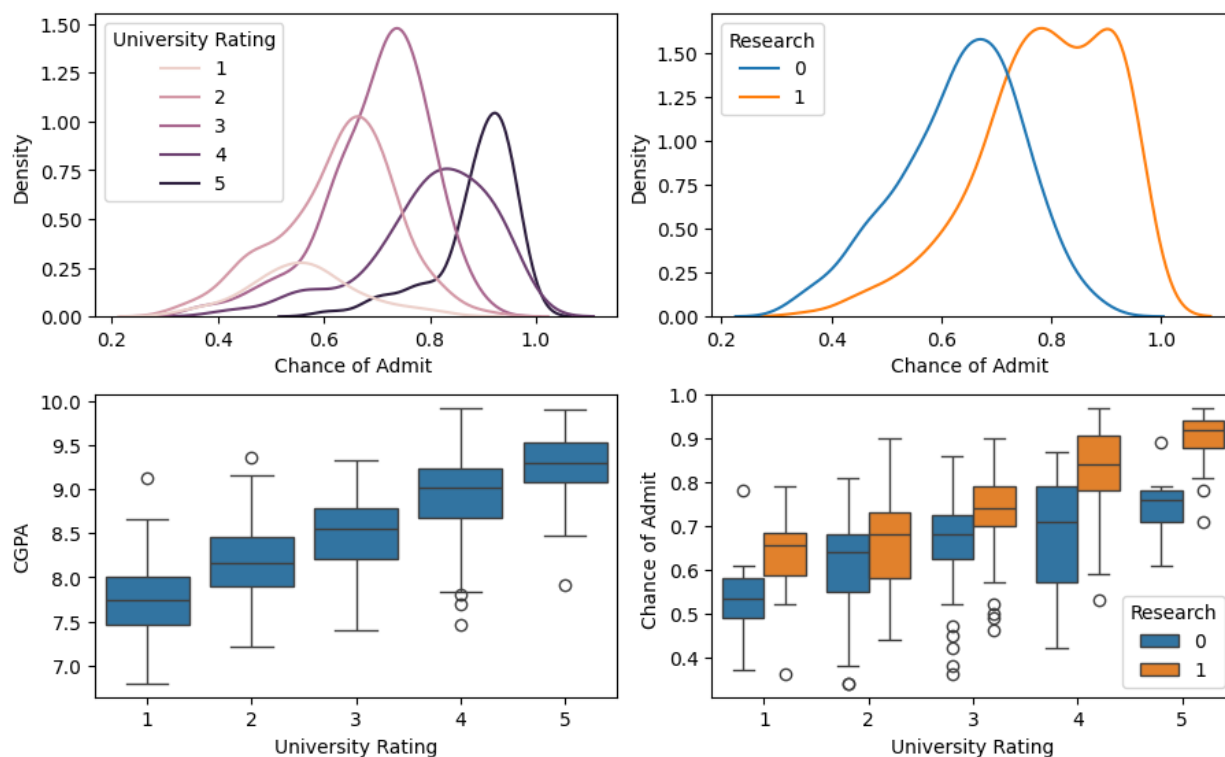 University Rating
1
2
3
4
5
Density
1.50
1.25
1.00
0.75
0.50
0.25
0.00
0.2 0.4 0.6 0.8 1.0
Chance of Admit
Research
0
1
Density
1.50
1.25
1.00
0.75
0.50
0.25
0.00
0.2 0.4 0.6 0.8 1.0
Chance of Admit
CGPA
10.0
9.5
9.0
8.5
8.0
7.5
7.0
1 2 3 4 5
University Rating
Chance of Admit
1.0
0.9
0.8
0.7
0.6
0.5
0.4
Research
0
1
1 2 3 4 5
University Rating